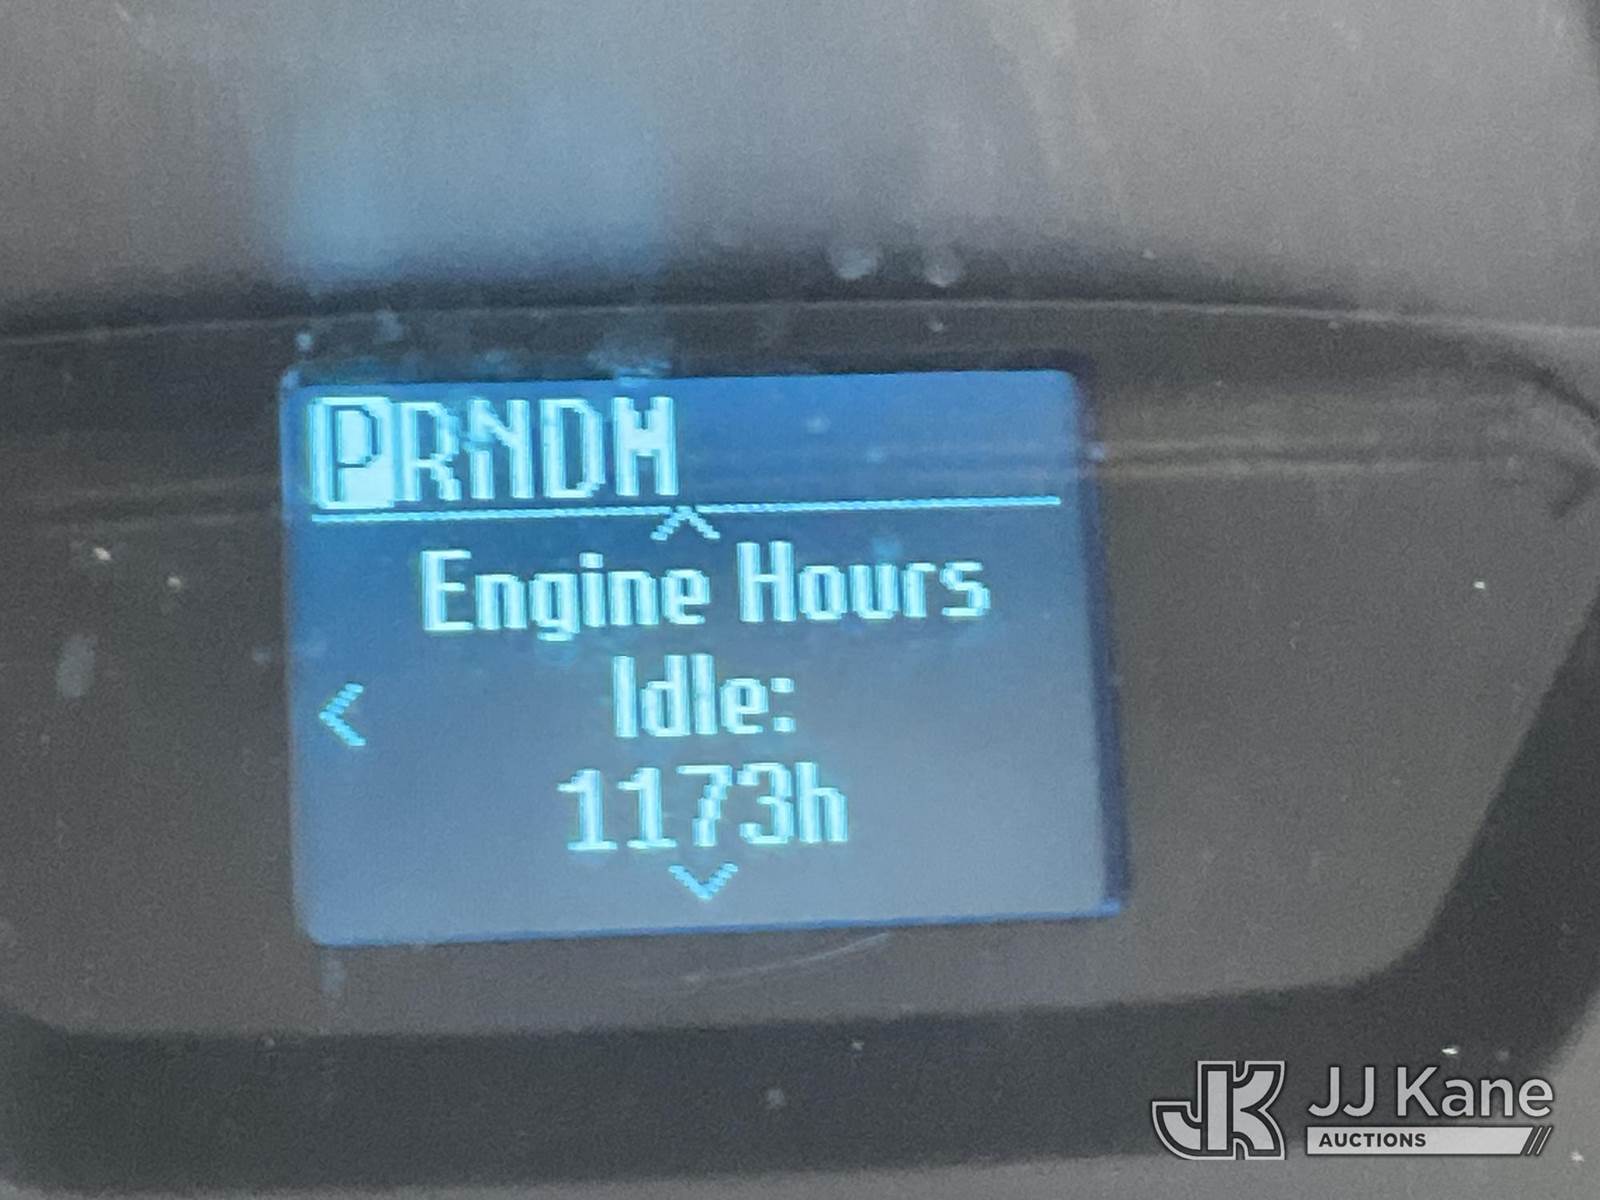 PRNDM
Engine Hours
Idle:
1173h
JJ Kane
AUCTIONS